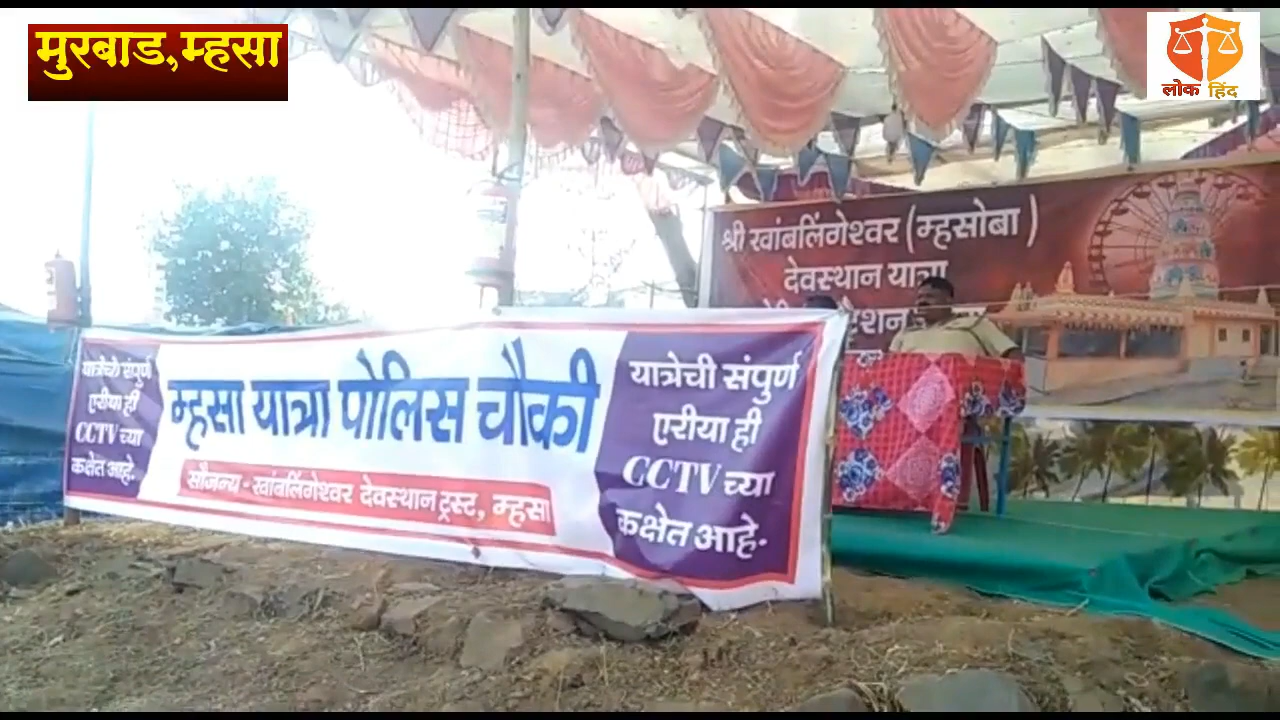 मुरबाड,म्हसा
लोक हिंद
श्री खांबलिंगेश्वर (म्हसोबा)
देवस्थान यात्रा
यात्रेची संपुर्ण
एरीया ही
CCTV च्या
कक्षेत आहे.
म्हसा यात्रा पोलिस चौकी
सौजन्य - खांबलिंगेश्वर देवस्थान ट्रस्ट, म्हसा
यात्रेची संपुर्ण
एरीया ही
CCTV च्या
कक्षेत आहे.